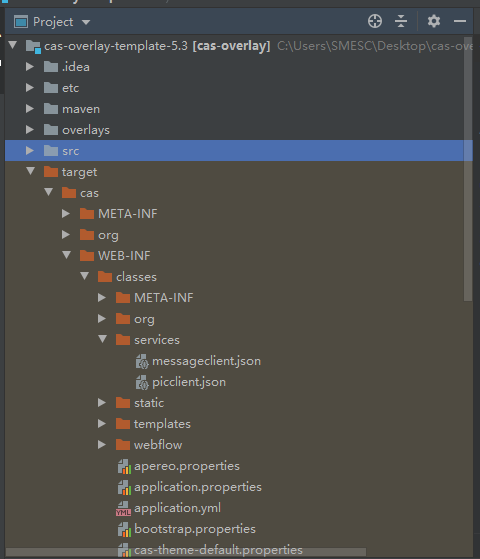 Project
cas-overlay-template-5.3 [cas-overlay] C:\Users\SMESC\Desktop\cas-ove
.idea
etc
maven
overlays
src
target
cas
META-INF
org
WEB-INF
classes
META-INF
org
services
messageclient.json
picclient.json
static
templates
webflow
apereo.properties
application.properties
YML application.yml
bootstrap.properties
cas-theme-default.properties